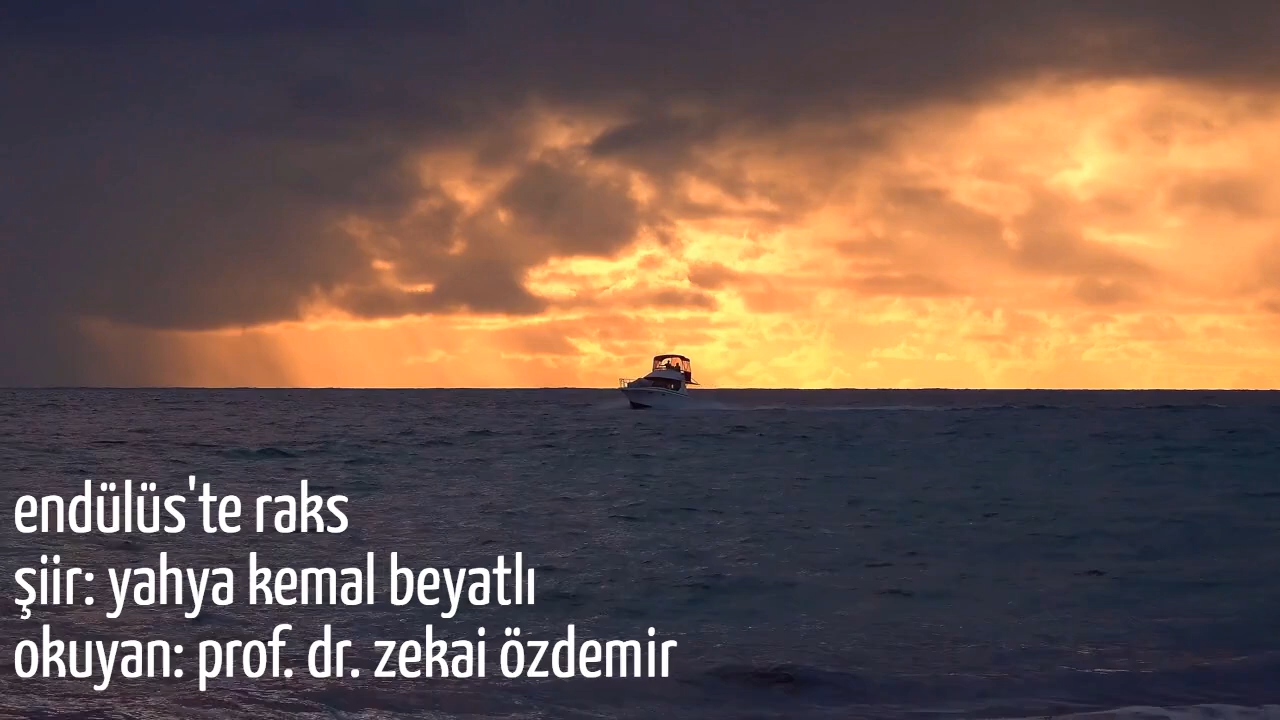 endülüs'te raks
şiir: yahya kemal beyatlı
okuyan: prof. dr. zekai özdemir